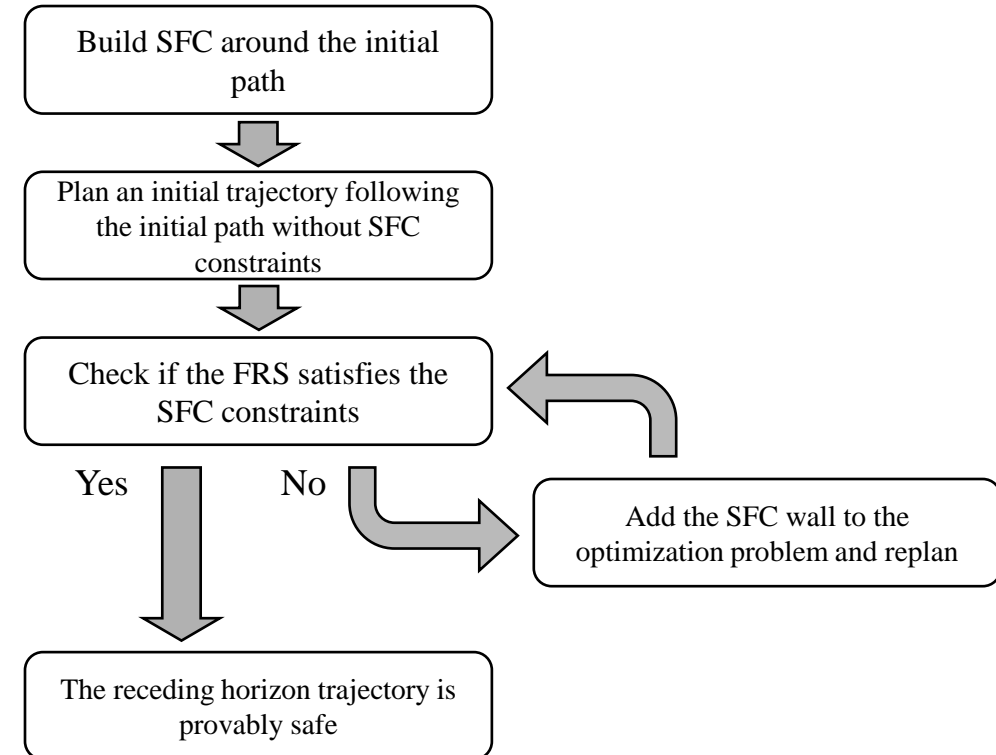 Build SFC around the initial
path
Plan an initial trajectory following
the initial path without SFC
constraints
Check if the FRS satisfies the
SFC constraints
Yes
No
Add the SFC wall to the
optimization problem and replan
The receding horizon trajectory is
provably safe